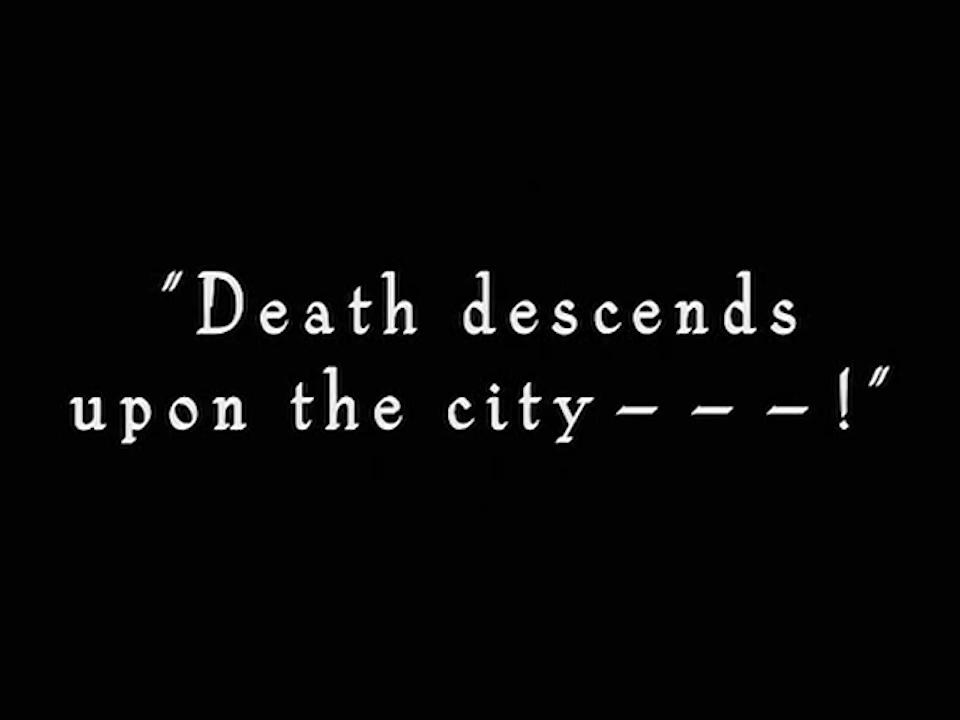 "Death descends
upon the city — — — !"